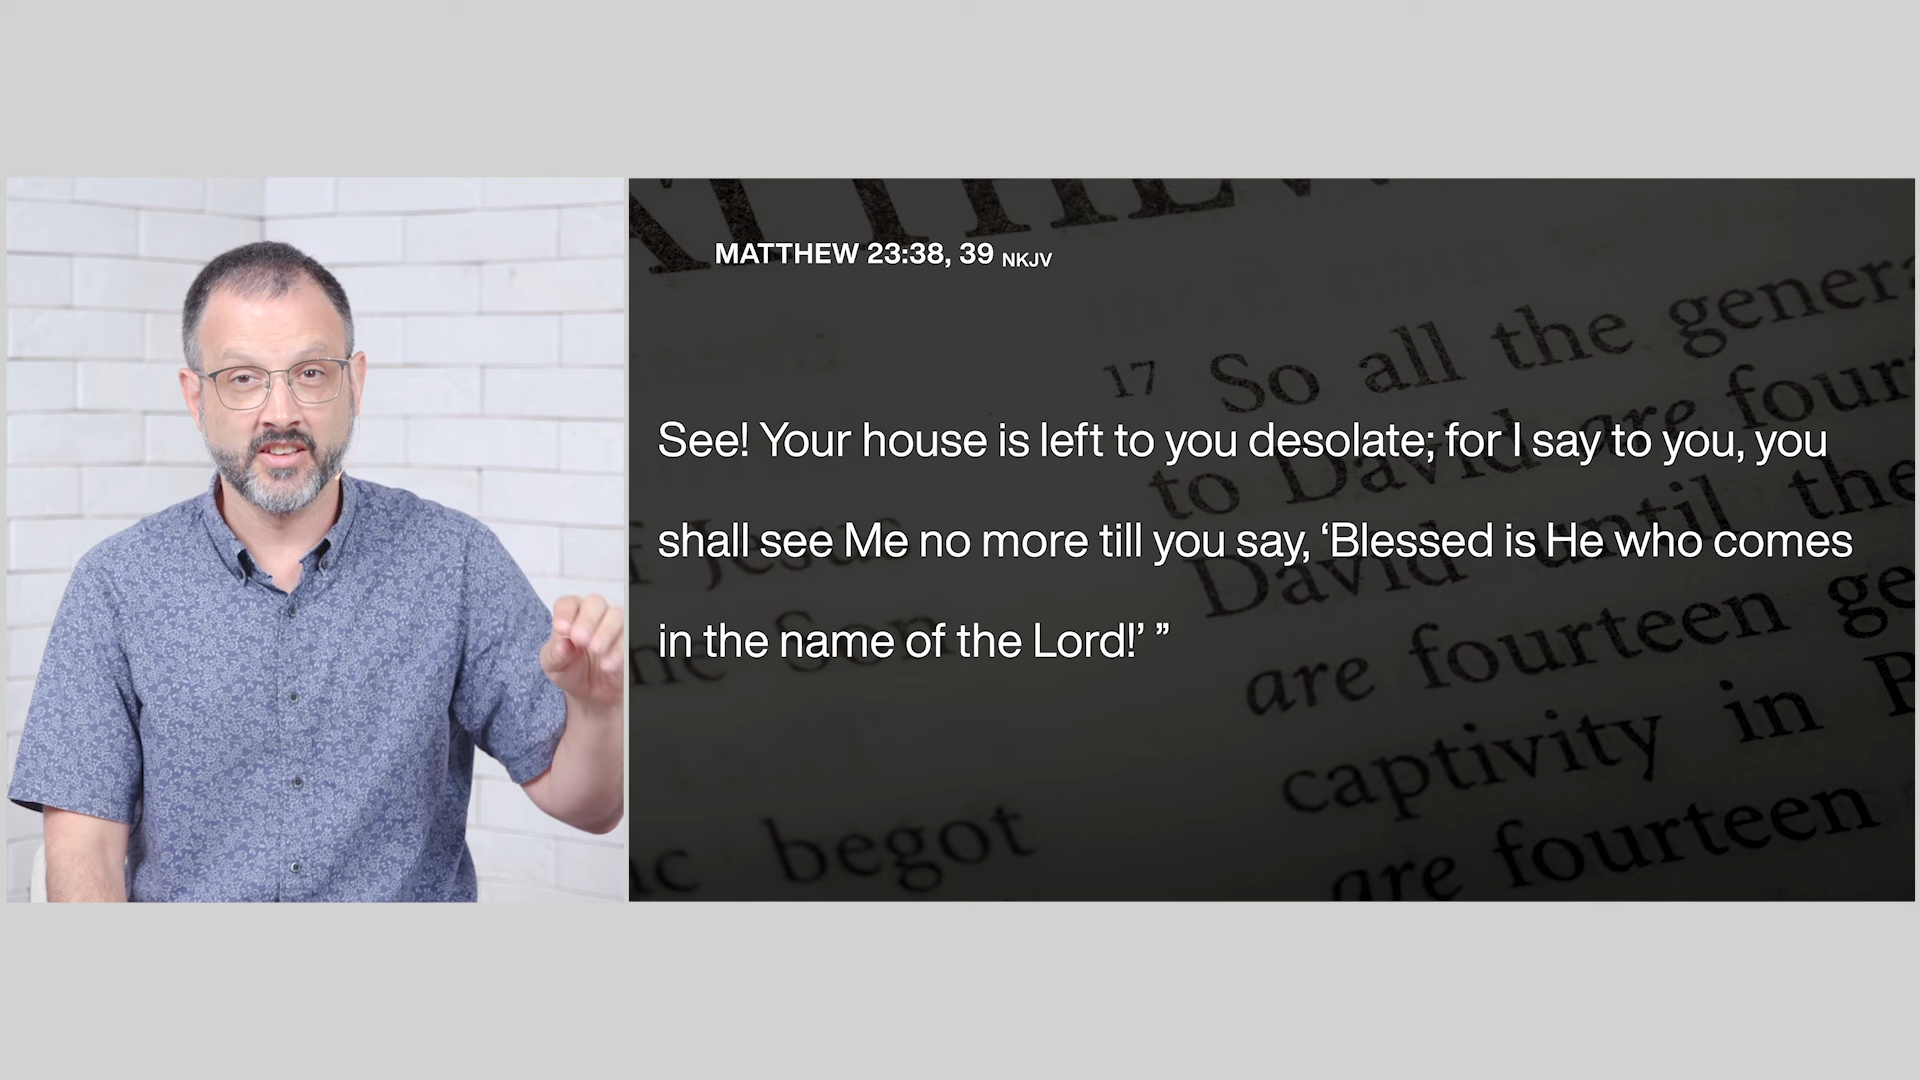 MATTHEW 23:38, 39 NKJV
17 So all the genera
See! Your house is left to you desolate; for I say to you, you
to David are four
shall see Me no more till you say, ‘Blessed is He who comes
David until the
f Jesus
in the name of the Lord!’ ”
Son
are fourteen ge
captivity in B
begot
are fourteen